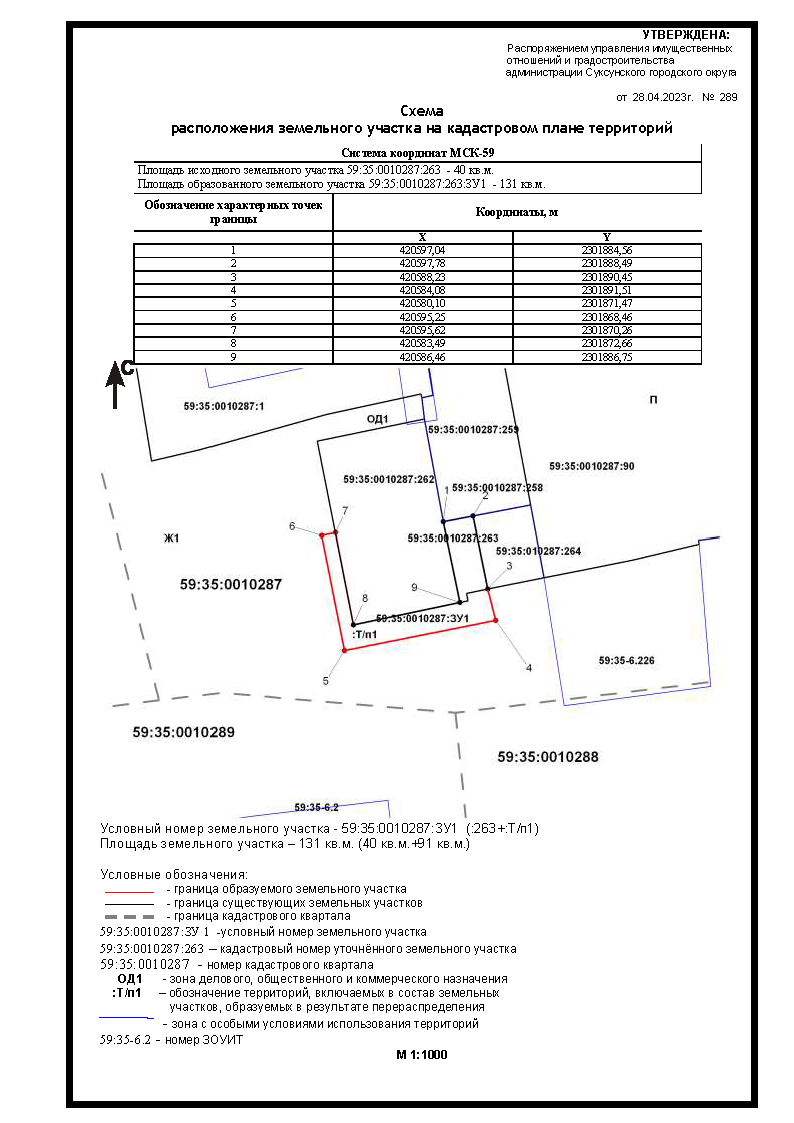 УТВЕРЖДЕНА:
Распоряжением управления имущественных
отношений и градостроительства
администрации Суксунского городского округа
от 28.04.2023г. № 289
Схема
расположения земельного участка на кадастровом плане территорий
Система координат МСК-59
Площадь исходного земельного участка 59:35:0010287:263 - 40 кв.м.
Площадь образованного земельного участка 59:35:0010287:263:ЗУ1 - 131 кв.м.
Обозначение характерных точек границы Координаты, м
X Y
1 420597,04 2301884,56
2 420597,78 2301888,49
3 420588,23 2301890,45
4 420584,08 2301891,51
5 420580,10 2301871,47
6 420595,25 2301868,46
7 420595,62 2301870,26
8 420583,49 2301872,66
9 420586,46 2301886,75
С
59:35:0010287:1
ОД1
П
59:35:0010287:259
59:35:0010287:90
59:35:0010287:262
59:35:0010287:258
1
2
7
6
Ж1
59:35:0010287:263
59:35:010287:264
3
59:35:0010287
9
8
59:35:0010287:ЗУ1
:Т/п1
4
5
59:35-6.226
59:35:0010289
59:35:0010288
59:35-6.2
Условный номер земельного участка - 59:35:0010287:ЗУ1 (:263+:Т/п1)
Площадь земельного участка – 131 кв.м. (40 кв.м.+91 кв.м.)
Условные обозначения:
- граница образуемого земельного участка
- граница существующих земельных участков
- граница кадастрового квартала
59:35:0010287:ЗУ 1 -условный номер земельного участка
59:35:0010287:263 – кадастровый номер уточнённого земельного участка
59:35:0010287 - номер кадастрового квартала
ОД1 - зона делового, общественного и коммерческого назначения
:Т/п1 – обозначение территорий, включаемых в состав земельных
участков, образуемых в результате перераспределения
- зона с особыми условиями использования территорий
59:35-6.2 - номер ЗОУИТ
М 1:1000